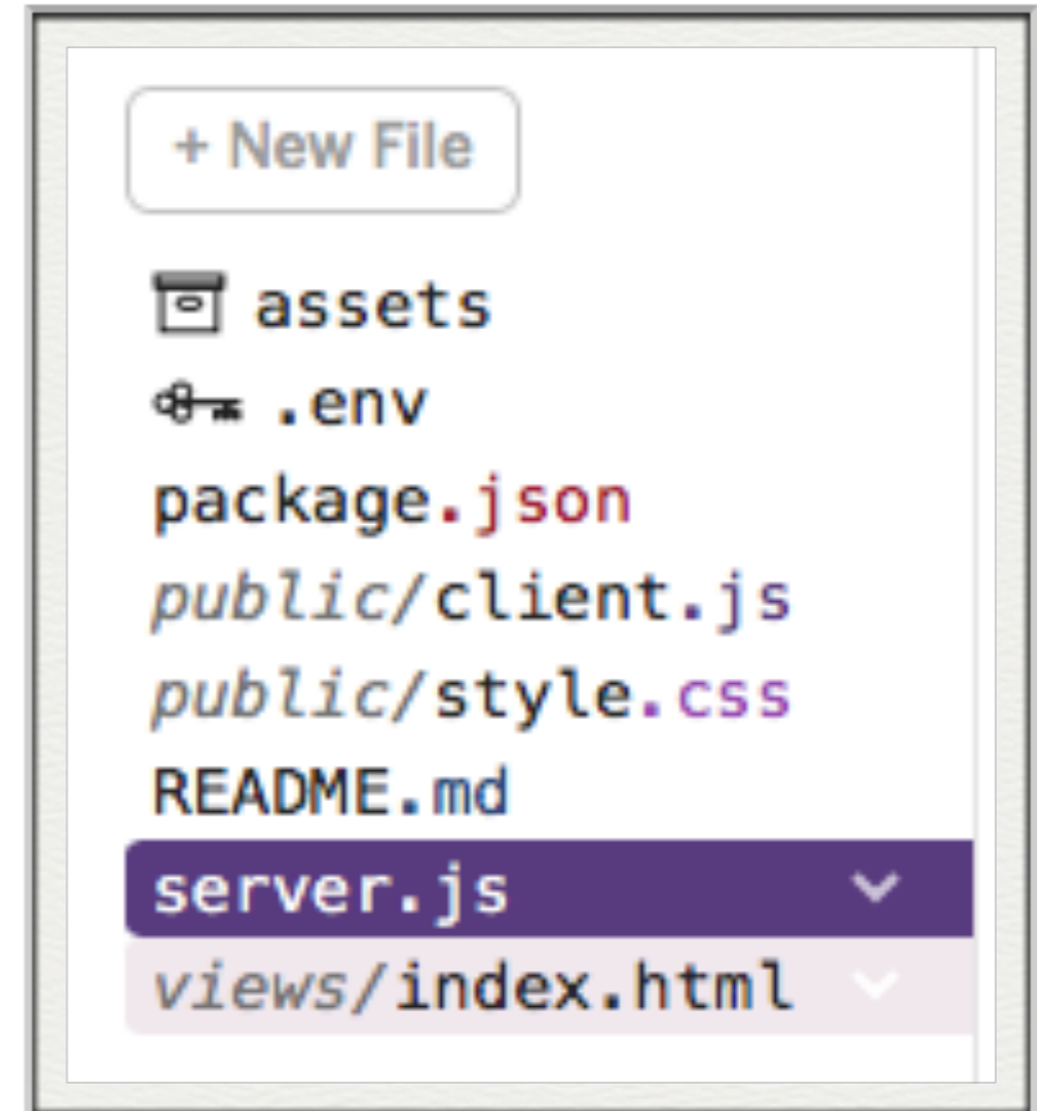 + New File
assets
.env
package.json
public/client.js
public/style.css
README.md
server.js
views/index.html